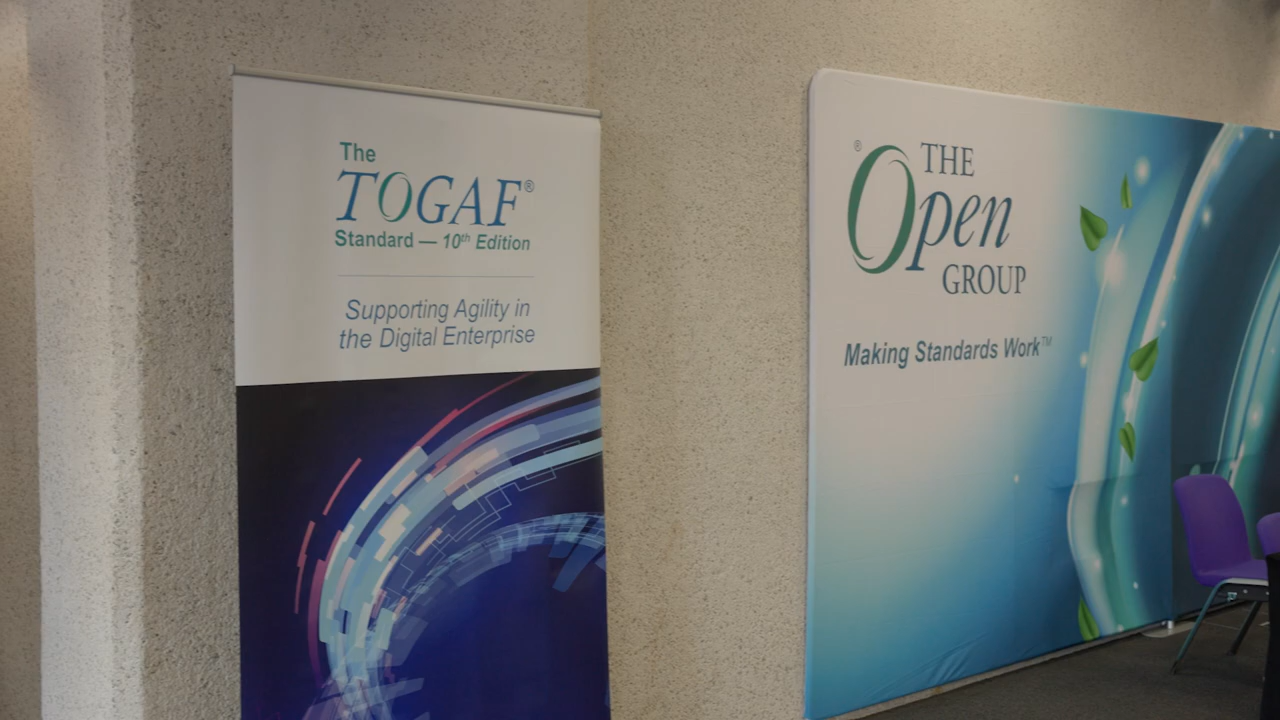 The
TOGAF®
Standard — 10th Edition
Supporting Agility in
the Digital Enterprise
® THE
Open
GROUP
Making Standards Work™